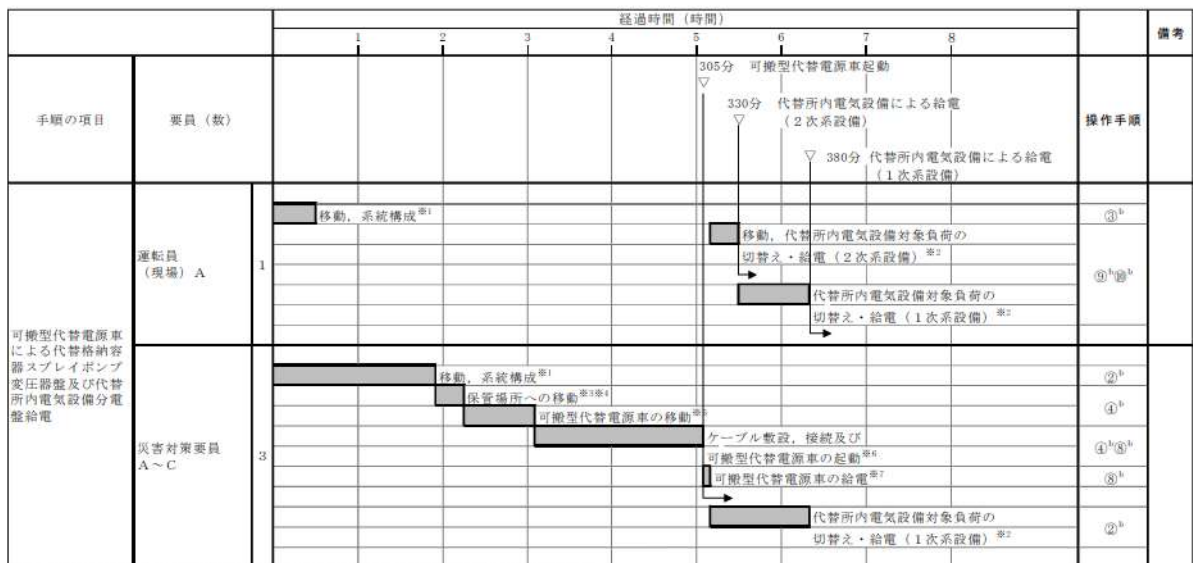 経過時間（時間）
備考
1 2 3 4 5 6 7 8
305分 可搬型代替電源車起動
▽
330分 代替所内電気設備による給電
（２次系設備）
▽
手順の項目
要員（数）
操作手順
▽ 380分 代替所内電気設備による給電
（１次系設備）
移動，系統構成※1
③ᵇ
移動，代替所内電気設備対象負荷の
切替え・給電（２次系設備）※2
運転員
（現場）Ａ
1
⑨ᵇ⑩ᵇ
代替所内電気設備対象負荷の
切替え・給電（１次系設備）※2
可搬型代替電源車
による代替格納容
器スプレイポンプ
変圧器盤及び代替
所内電気設備分電
盤給電
移動，系統構成※1
②ᵇ
保管場所への移動※3※4
④ᵇ
可搬型代替電源車の移動※5
災害対策要員
Ａ～Ｃ
3
ケーブル敷設，接続及び
可搬型代替電源車の起動※6
④ᵇ⑧ᵇ
可搬型代替電源車の給電※7
⑧ᵇ
代替所内電気設備対象負荷の
切替え・給電（１次系設備）※2
②ᵇ